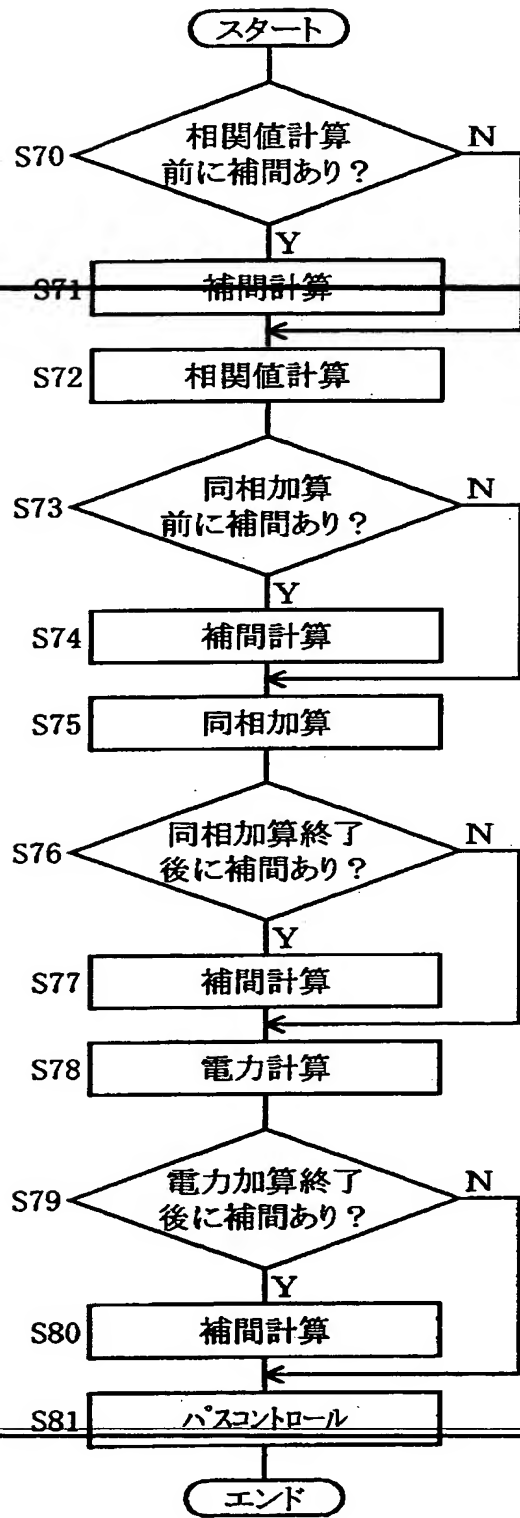 スタート
S70
相関値計算
前に補間あり?
N
Y
S71
補間計算
S72
相関値計算
S73
同相加算
前に補間あり?
N
Y
S74
補間計算
S75
同相加算
S76
同相加算終了
後に補間あり?
N
Y
S77
補間計算
S78
電力計算
S79
電力加算終了
後に補間あり?
N
Y
S80
補間計算
S81
パスコントロール
エンド